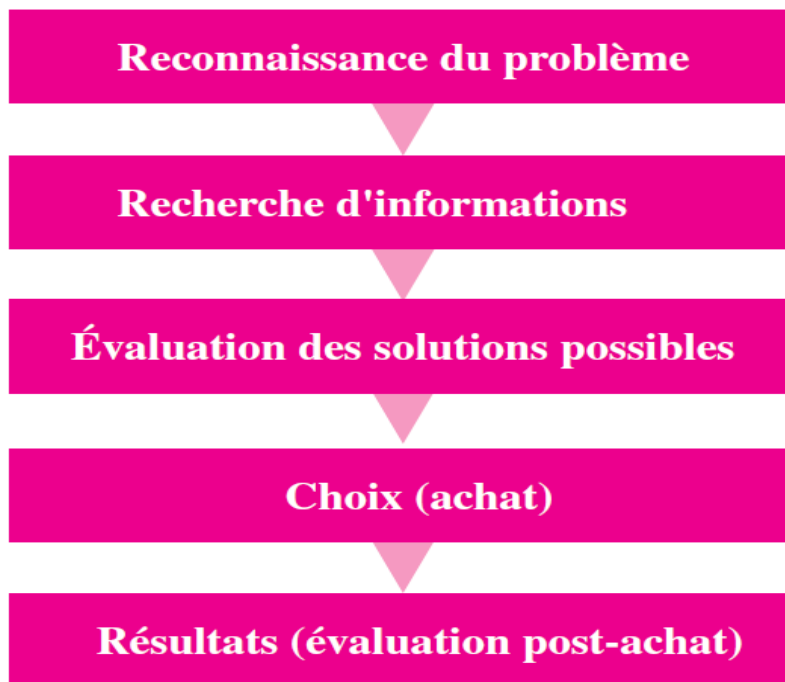 Reconnaissance du problème
Recherche d'informations
Évaluation des solutions possibles
Choix (achat)
Résultats (évaluation post-achat)